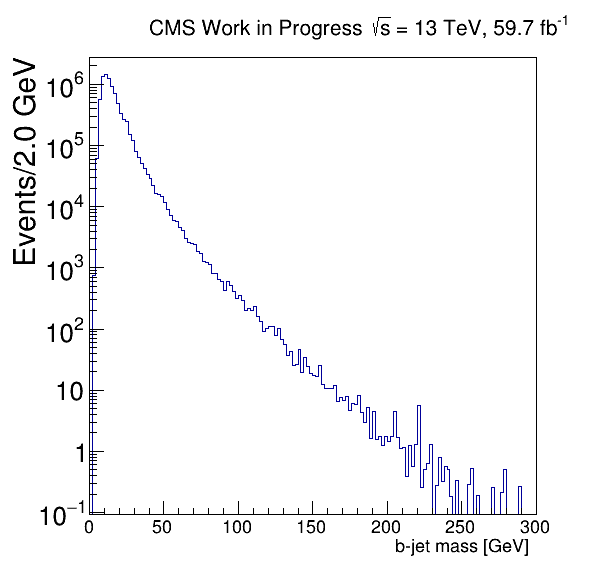 CMS Work in Progress √s = 13 TeV, 59.7 fb⁻¹
Events/2.0 GeV
10⁶
10⁵
10⁴
10³
10²
10
1
10⁻¹
0 50 100 150 200 250 300
b-jet mass [GeV]